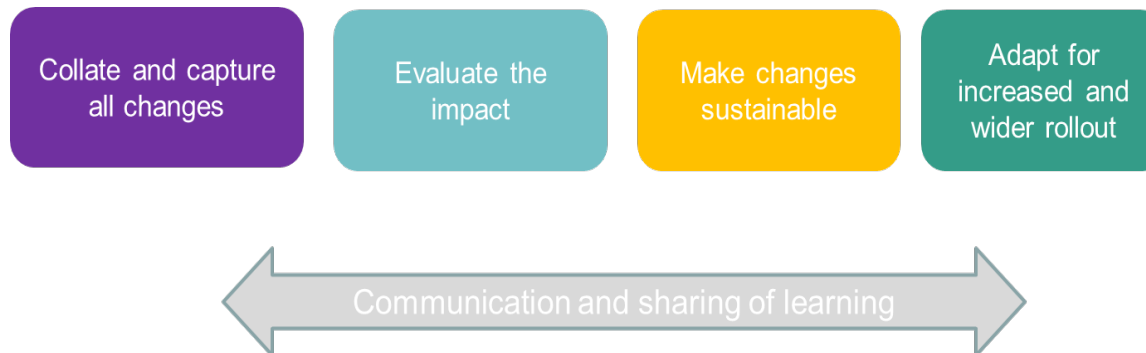 Collate and capture
all changes
Evaluate the
impact
Make changes
sustainable
Adapt for
increased and
wider rollout
Communication and sharing of learning